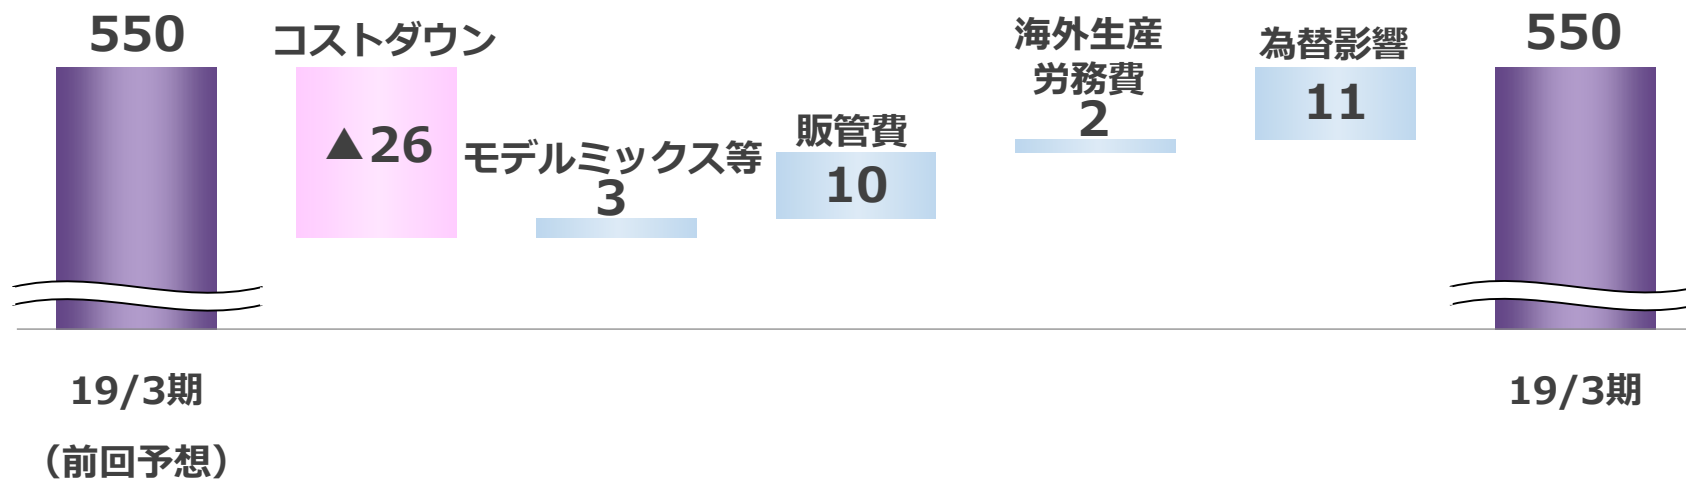 550
コストダウン
▲26
モデルミックス等
3
販管費
10
海外生産
労務費
2
為替影響
11
550
19/3期
（前回予想）
19/3期